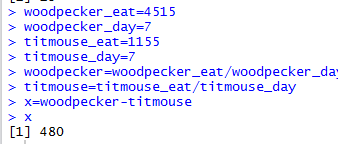 > woodpecker_eat=4515
> woodpecker_day=7
> titmouse_eat=1155
> titmouse_day=7
> woodpecker=woodpecker_eat/woodpecker_day
> titmouse=titmouse_eat/titmouse_day
> x=woodpecker-titmouse
> x
[1] 480